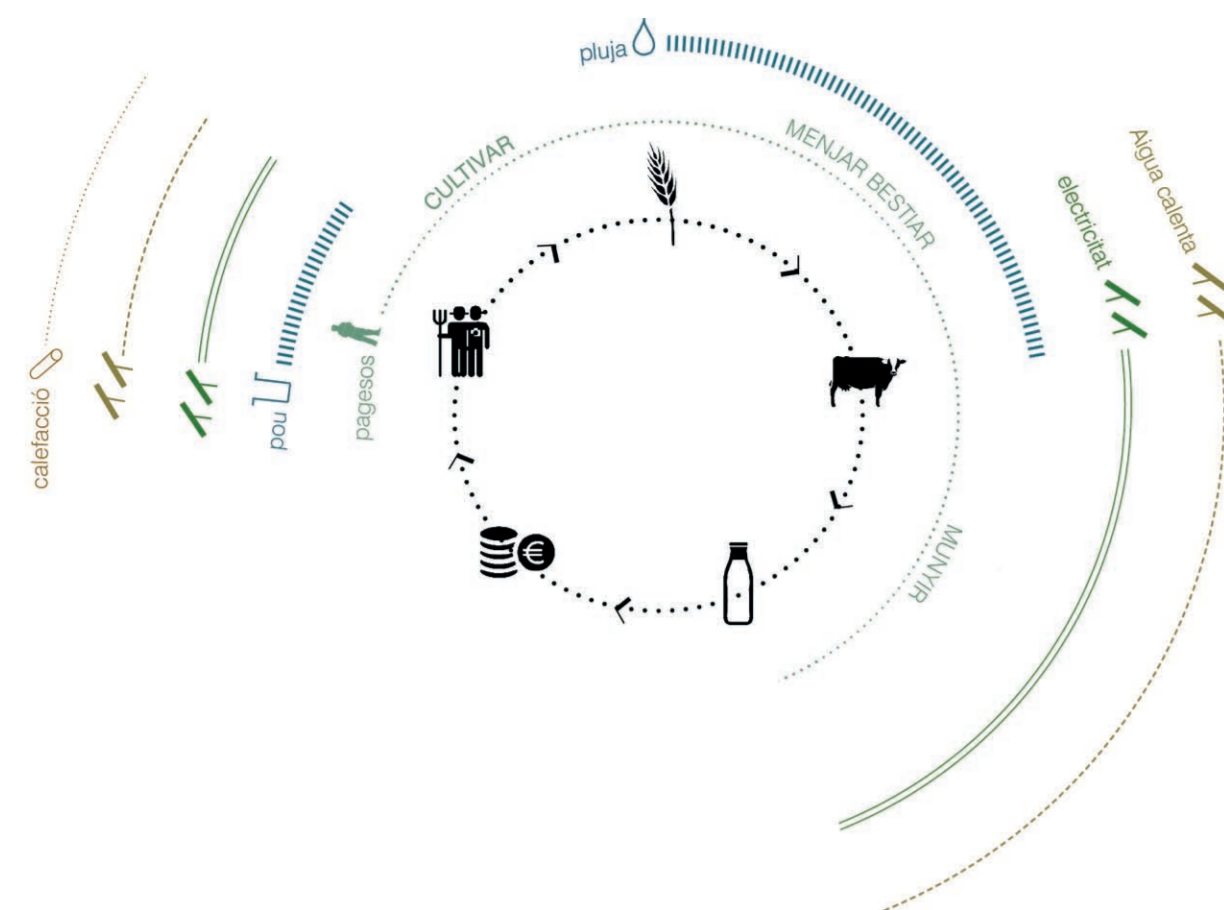 pluja
CULTIVAR
MENJAR BESTIAR
Aigua calenta
electricitat
calefacció
pou
pagesos
€
MUNYIR